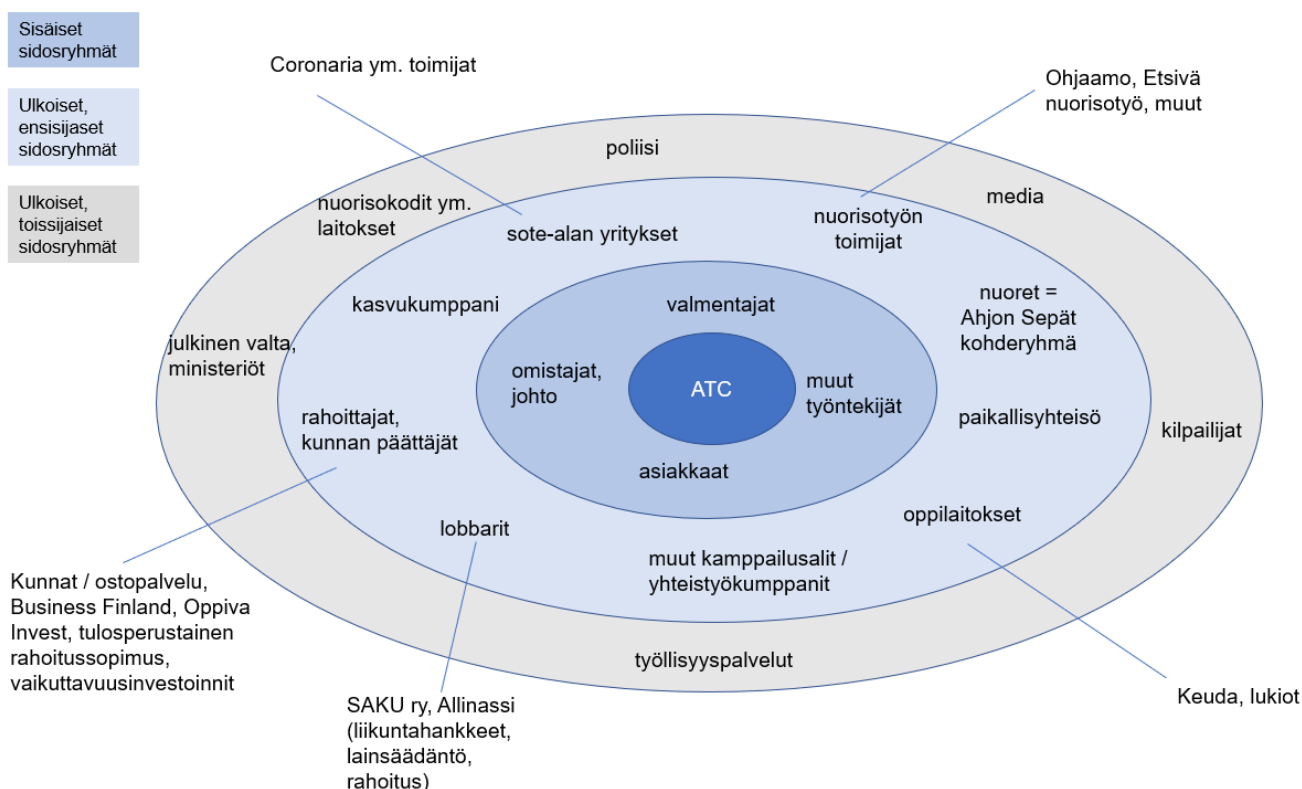 Sisäiset
sidosryhmät
Ulkoiset,
ensisijaset
sidosryhmät
Ulkoiset,
toissijaiset
sidosryhmät
Coronaria ym. toimijat
Ohjaamo, Etsivä
nuorisotyö, muut
poliisi
media
nuorisokodit ym.
laitokset
sote-alan yritykset
nuorisotyön
toimijat
kasvukumppani
valmentajat
nuoret =
Ahjon Sepät
kohderyhmä
julkinen valta,
ministeriöt
omistajat,
johto
ATC
muut
työntekijät
rahoittajat,
kunnan päättäjät
paikallisyhteisö
kilpailijat
asiakkaat
lobbarit
oppilaitokset
muut kamppailusalit /
yhteistyökumppanit
Kunnat / ostopalvelu,
Business Finland, Oppiva
Invest, tulosperustainen
rahoitussopimus,
vaikuttavuusinvestoinnit
työllisyyspalvelut
SAKU ry, Allinassi
(liikuntahankkeet,
lainsäädäntö,
rahoitus)
Keuda, lukiot